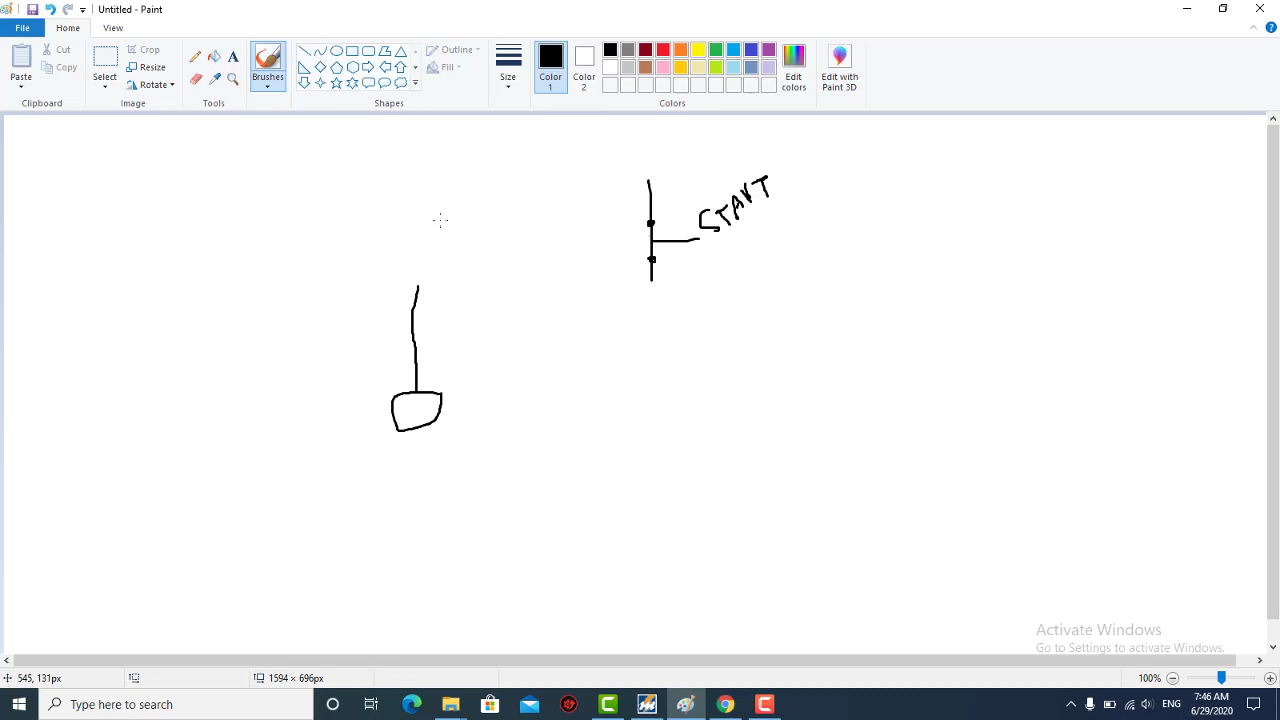 Untitled - Paint
File
Home
View
Paste
Cut
Copy
Clipboard
Select
Crop
Resize
Rotate
Image
Tools
Brushes
Outline
Fill
Shapes
Size
Color 1
Color 2
Edit colors
Colors
Edit with Paint 3D
START
Activate Windows
Go to Settings to activate Windows.
545, 131px
1594 × 696px
100%
Type here to search
ENG
7:46 AM
6/29/2020